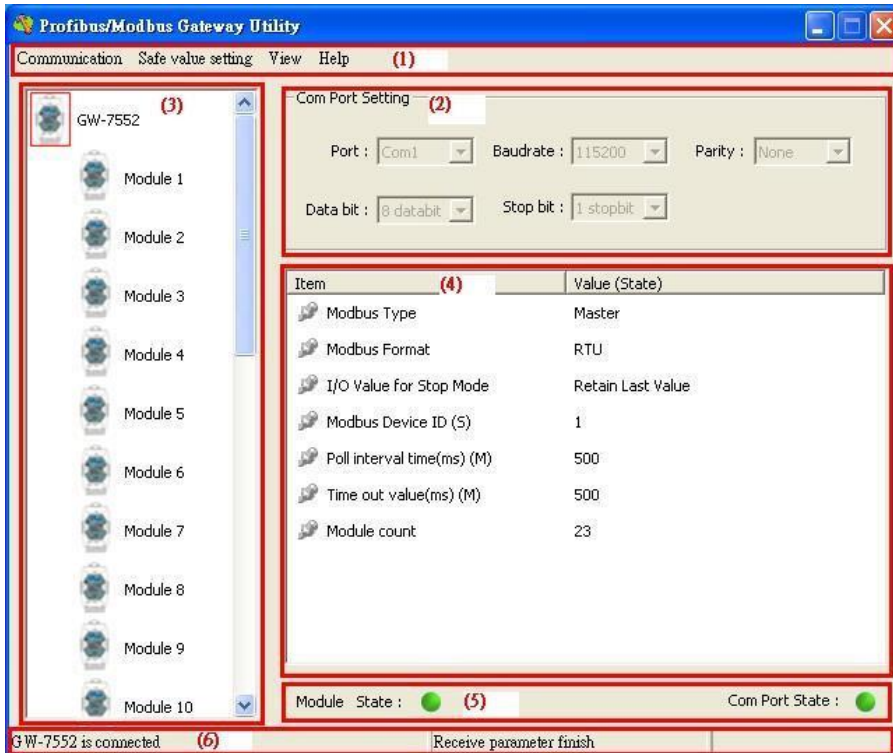 Profibus/Modbus Gateway Utility
Communication Safe value setting View Help (1)
(3)
GW-7552
Module 1
Module 2
Module 3
Module 4
Module 5
Module 6
Module 7
Module 8
Module 9
Module 10
Com Port Setting (2)
Port : Com1 Baudrate : 115200 Parity : None
Data bit : 8 databit Stop bit : 1 stopbit
Item (4) Value (State)
Modbus Type Master
Modbus Format RTU
I/O Value for Stop Mode Retain Last Value
Modbus Device ID (S) 1
Poll interval time(ms) (M) 500
Time out value(ms) (M) 500
Module count 23
Module State : (5) Com Port State :
GW-7552 is connected (6) Receive parameter finish